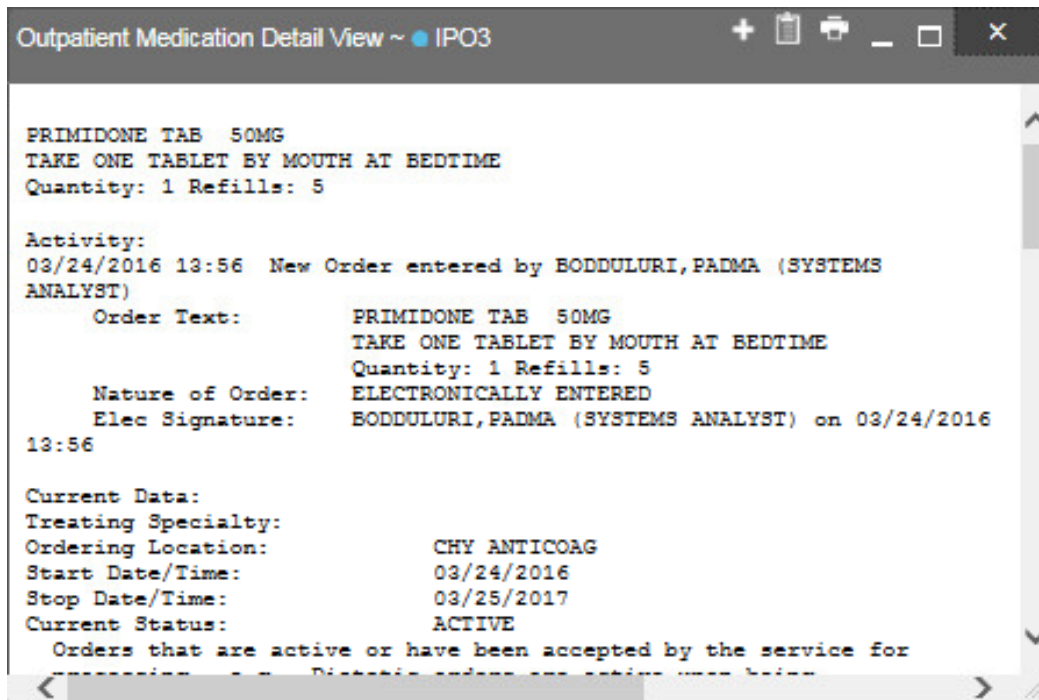 Outpatient Medication Detail View ~ IPO3
PRIMIDONE TAB  50MG
TAKE ONE TABLET BY MOUTH AT BEDTIME
Quantity: 1 Refills: 5
Activity:
03/24/2016 13:56  New Order entered by BODDULURI,PADMA (SYSTEMS
ANALYST)
Order Text:        PRIMIDONE TAB  50MG
TAKE ONE TABLET BY MOUTH AT BEDTIME
Quantity: 1 Refills: 5
Nature of Order:   ELECTRONICALLY ENTERED
Elec Signature:    BODDULURI,PADMA (SYSTEMS ANALYST) on 03/24/2016
13:56
Current Data:
Treating Specialty:
Ordering Location:            CHY ANTICOAG
Start Date/Time:              03/24/2016
Stop Date/Time:               03/25/2017
Current Status:               ACTIVE
Orders that are active or have been accepted by the service for